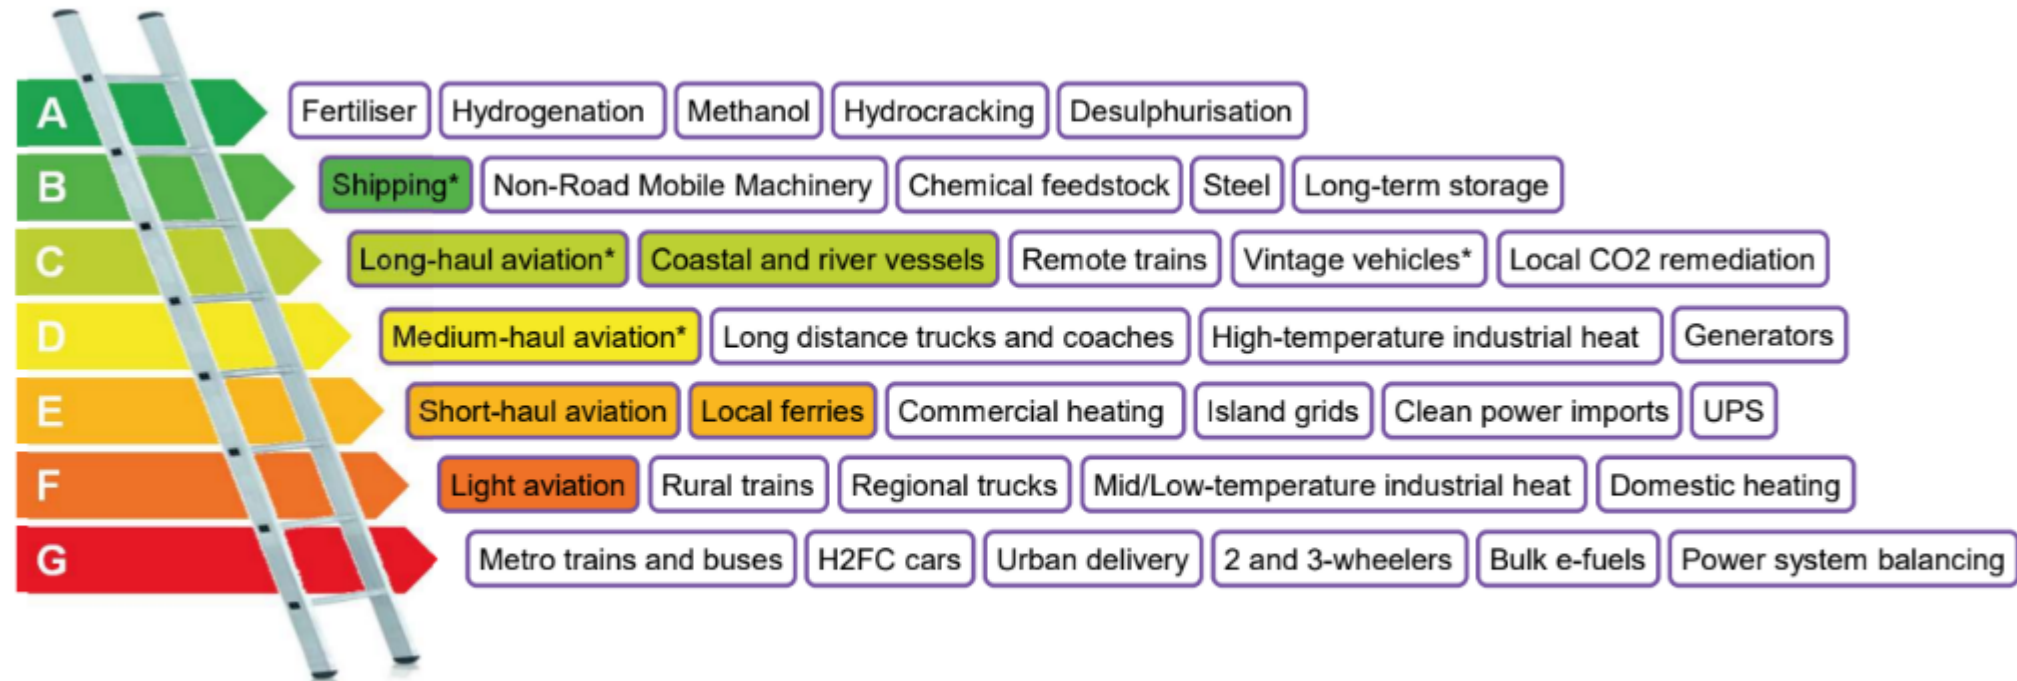 A Fertiliser Hydrogenation Methanol Hydrocracking Desulphurisation
B Shipping* Non-Road Mobile Machinery Chemical feedstock Steel Long-term storage
C Long-haul aviation* Coastal and river vessels Remote trains Vintage vehicles* Local CO2 remediation
D Medium-haul aviation* Long distance trucks and coaches High-temperature industrial heat Generators
E Short-haul aviation Local ferries Commercial heating Island grids Clean power imports UPS
F Light aviation Rural trains Regional trucks Mid/Low-temperature industrial heat Domestic heating
G Metro trains and buses H2FC cars Urban delivery 2 and 3-wheelers Bulk e-fuels Power system balancing